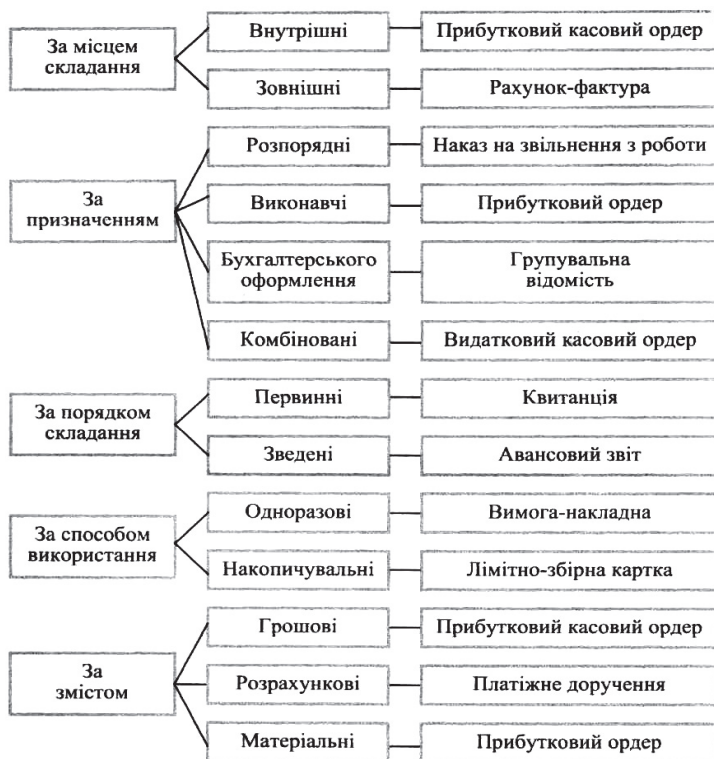 За місцем
складання
Внутрішні
Прибутковий касовий ордер
Зовнішні
Рахунок-фактура
За
призначенням
Розпорядні
Наказ на звільнення з роботи
Виконавчі
Прибутковий ордер
Бухгалтерського
оформлення
Групувальна
відомість
Комбіновані
Видатковий касовий ордер
За порядком
складання
Первинні
Квитанція
Зведені
Авансовий звіт
За способом
використання
Одноразові
Вимога-накладна
Накопичувальні
Лімітно-збірна картка
За
змістом
Грошові
Прибутковий касовий ордер
Розрахункові
Платіжне доручення
Матеріальні
Прибутковий ордер